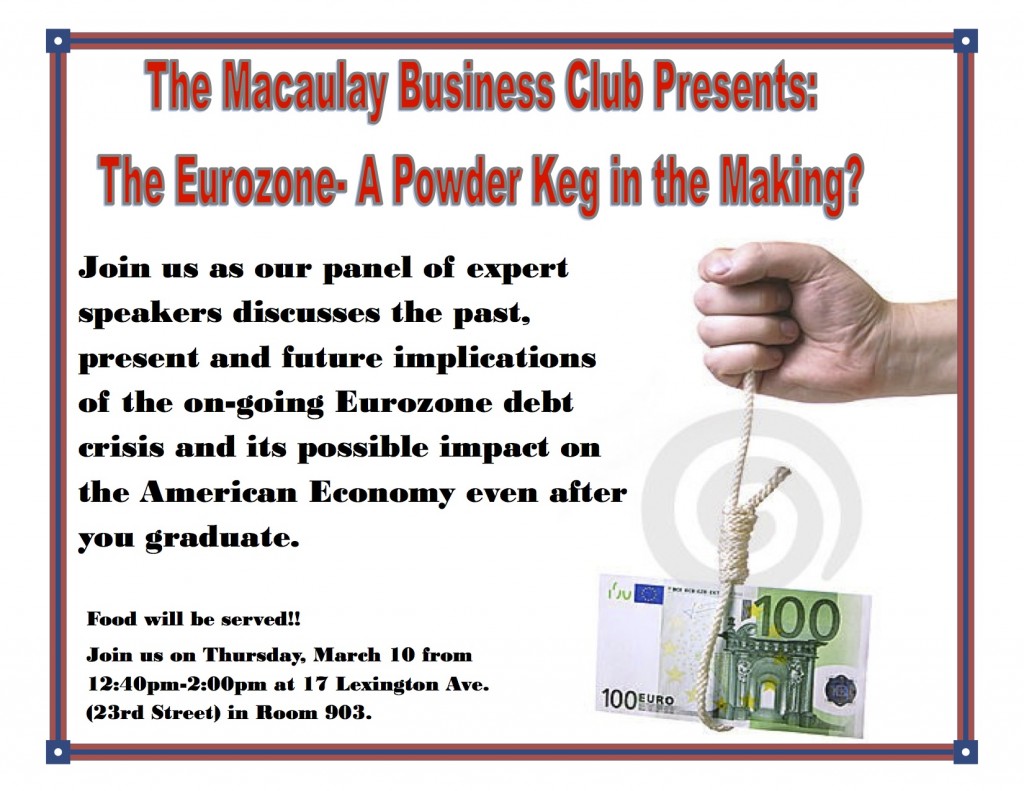 The Macaulay Business Club Presents:
The Eurozone- A Powder Keg in the Making?
Join us as our panel of expert
speakers discusses the past,
present and future implications
of the on-going Eurozone debt
crisis and its possible impact on
the American Economy even after
you graduate.
Food will be served!!
Join us on Thursday, March 10 from
12:40pm-2:00pm at 17 Lexington Ave.
(23rd Street) in Room 903.
100
100 EURO